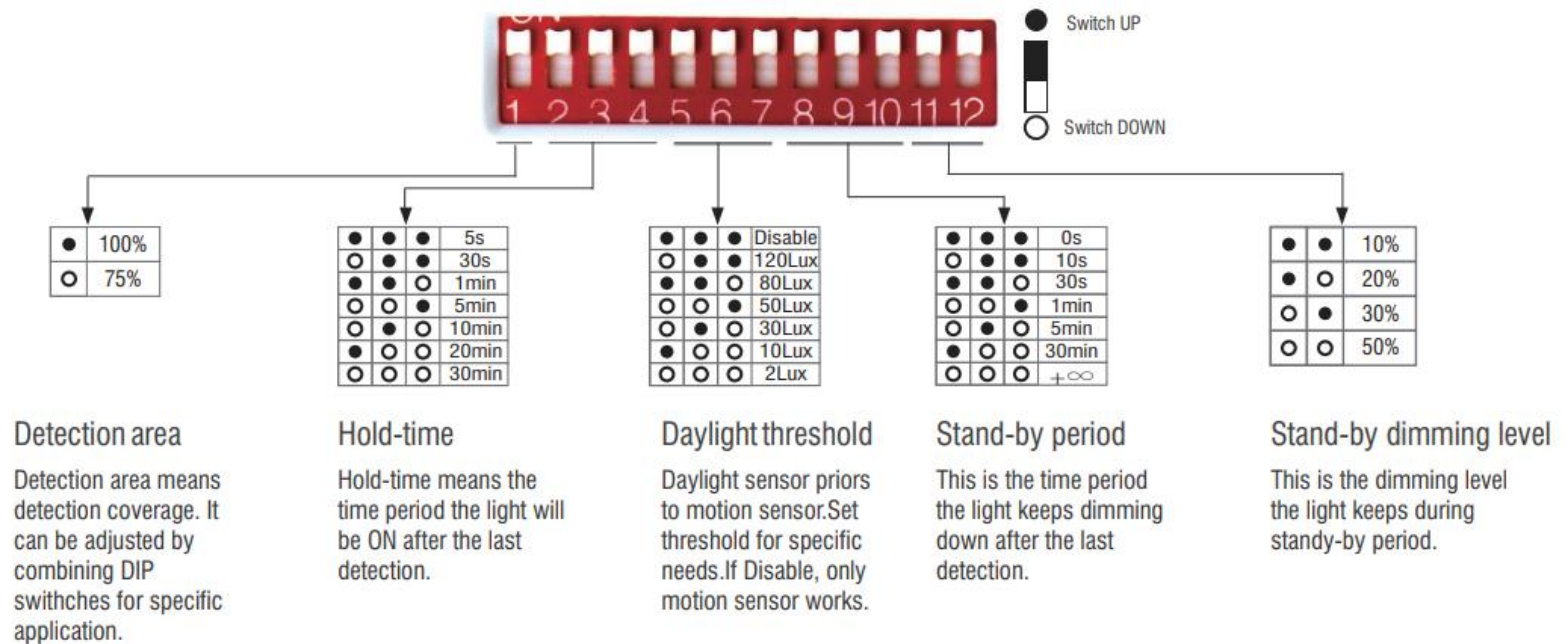 ON
Switch UP
1 2 3 4 5 6 7 8 9 10 11 12
Switch DOWN
100%
75%
5s
30s
1min
5min
10min
20min
30min
Disable
120Lux
80Lux
50Lux
30Lux
10Lux
2Lux
0s
10s
30s
1min
5min
30min
+∞
10%
20%
30%
50%
Detection area
Detection area means
detection coverage. It
can be adjusted by
combining DIP
swithches for specific
application.
Hold-time
Hold-time means the
time period the light will
be ON after the last
detection.
Daylight threshold
Daylight sensor priors
to motion sensor.Set
threshold for specific
needs.If Disable, only
motion sensor works.
Stand-by period
This is the time period
the light keeps dimming
down after the last
detection.
Stand-by dimming level
This is the dimming level
the light keeps during
standy-by period.